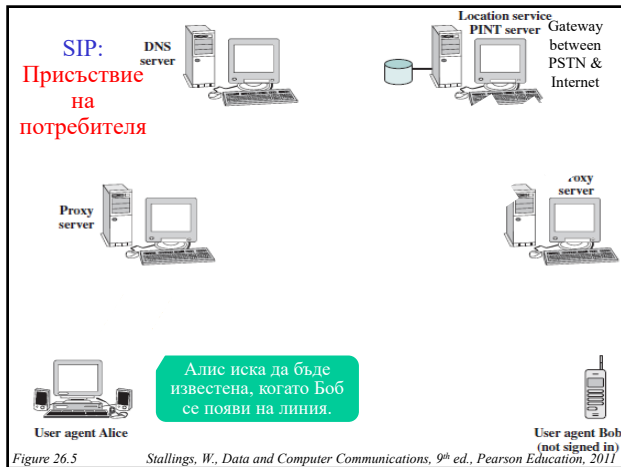 SIP:
Присъствие
на
потребителя
DNS
server
Location service
PINT server
Gateway
between
PSTN &
Internet
Proxy
server
roxy
server
Алис иска да бъде
известена, когато Боб
се появи на линия.
User agent Alice
User agent Bob
(not signed in)
Figure 26.5 Stallings, W., Data and Computer Communications, 9th ed., Pearson Education, 2011